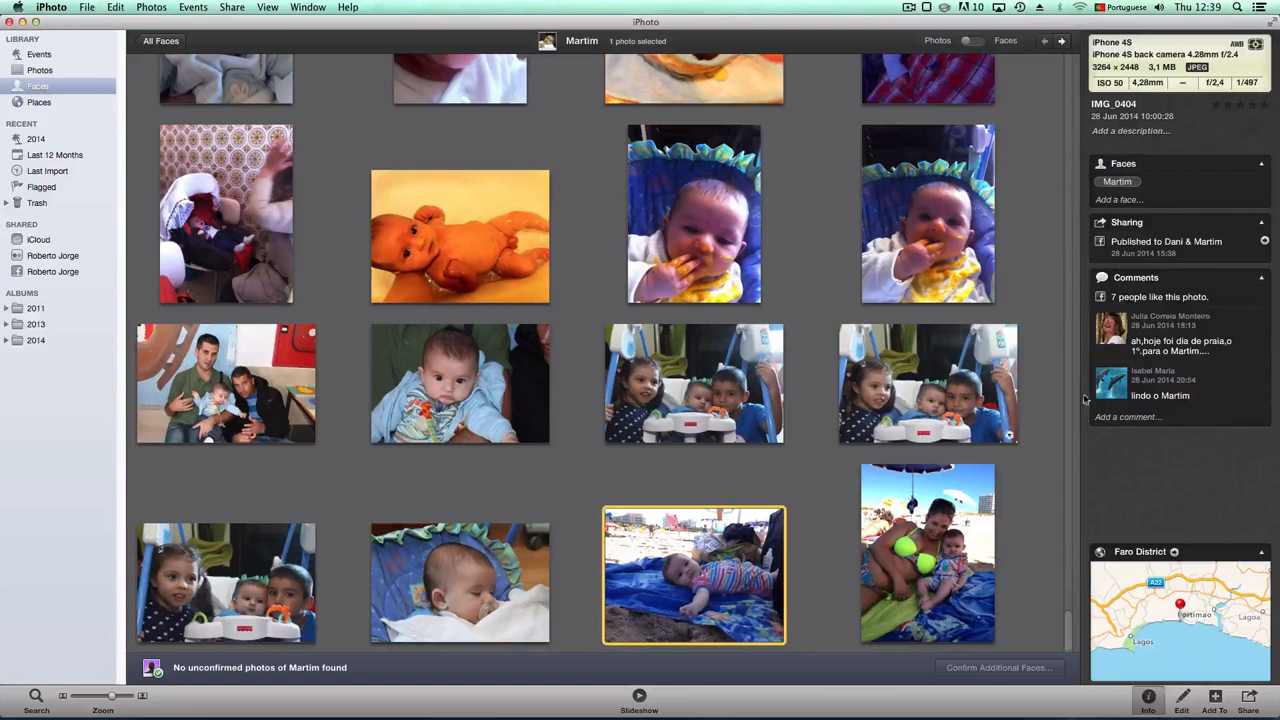 iPhoto File Edit Photos Events Share View Window Help 10 Portuguese Thu 12:39
iPhoto
LIBRARY
Events
Photos
Faces
Places
RECENT
2014
Last 12 Months
Last Import
Flagged
Trash
SHARED
iCloud
Roberto Jorge
Roberto Jorge
ALBUMS
2011
2013
2014
All Faces Martim 1 photo selected Photos Faces
iPhone 4S AWB
iPhone 4S back camera 4.28mm f/2.4
3264 × 2448 3,1 MB JPEG
ISO 50 4,28mm — f/2,4 1/497
IMG_0404
28 Jun 2014 10:00:28
Add a description...
Faces
Martim
Add a face...
Sharing
Published to Dani & Martim
28 Jun 2014 15:38
Comments
7 people like this photo.
Julia Correia Monteiro
28 Jun 2014 18:13
ah,hoje foi dia de praia,o
1º.para o Martim....
Isabel Maria
28 Jun 2014 20:54
lindo o Martim
Add a comment...
Faro District
A22
Portimao
Lagoa
Lagos
No unconfirmed photos of Martim found Confirm Additional Faces...
Search Zoom Slideshow Info Edit Add To Share